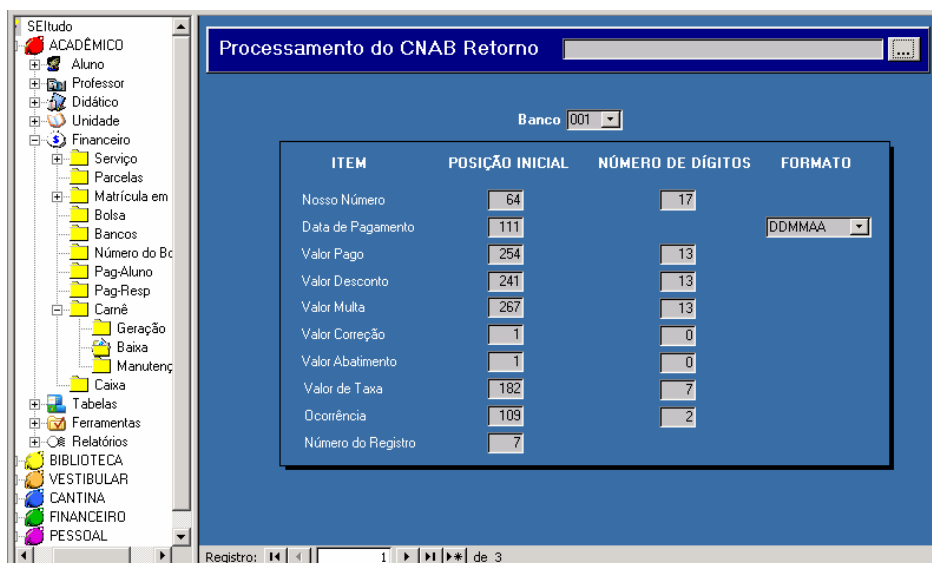 SEItudo
ACADÊMICO
Aluno
Professor
Didático
Unidade
Financeiro
Serviço
Parcelas
Matrícula em
Bolsa
Bancos
Número do Bo
Pag-Aluno
Pag-Resp
Carnê
Geração
Baixa
Manutenç
Caixa
Tabelas
Ferramentas
Relatórios
BIBLIOTECA
VESTIBULAR
CANTINA
FINANCEIRO
PESSOAL
Processamento do CNAB Retorno ...
Banco 001
ITEM POSIÇÃO INICIAL NÚMERO DE DÍGITOS FORMATO
Nosso Número 64 17
Data de Pagamento 111 DDMMAA
Valor Pago 254 13
Valor Desconto 241 13
Valor Multa 267 13
Valor Correção 1 0
Valor Abatimento 1 0
Valor de Taxa 182 7
Ocorrência 109 2
Número do Registro 7
Registro: 1 de 3